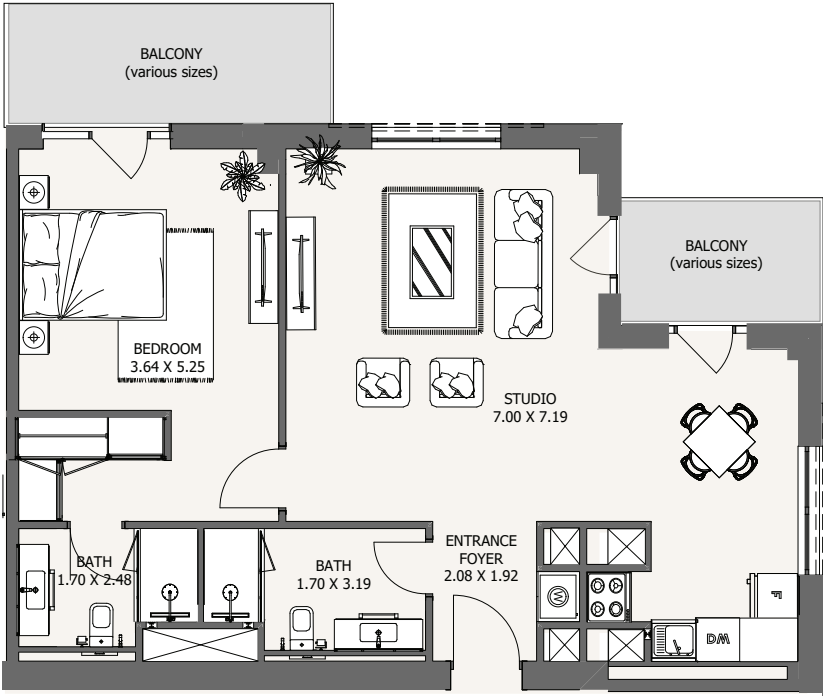 BALCONY
(various sizes)
BALCONY
(various sizes)
BEDROOM
3.64 X 5.25
STUDIO
7.00 X 7.19
ENTRANCE
FOYER
2.08 X 1.92
BATH
1.70 X 2.48
BATH
1.70 X 3.19
W
F
DW